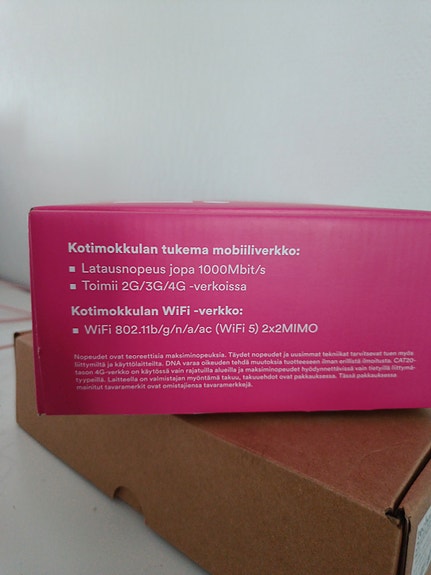 Kotimokkulan tukema mobiiliverkko:
▪ Latausnopeus jopa 1000Mbit/s
▪ Toimii 2G/3G/4G -verkoissa
Kotimokkulan WiFi -verkko:
▪ WiFi 802.11b/g/n/a/ac (WiFi 5) 2x2MIMO
Nopeudet ovat teoreettisia maksiminopeuksia. Täydet nopeudet ja uusimmat tekniikat tarvitsevat tuen myös
liittymältä ja käyttölaitteilta. DNA varaa oikeuden tehdä muutoksia tuotteeseen ilman erillistä ilmoitusta. CAT20-
tason 4G-verkko on käytössä vain rajatuilla alueilla ja maksiminopeudet hyödynnettävissä vain tietyillä liittymä-
tyypeillä. Laitteella on valmistajan myöntämä takuu, takuuehdot ovat pakkauksessa. Tässä pakkauksessa
mainitut tavaramerkit ovat omistajiensa tavaramerkkejä.